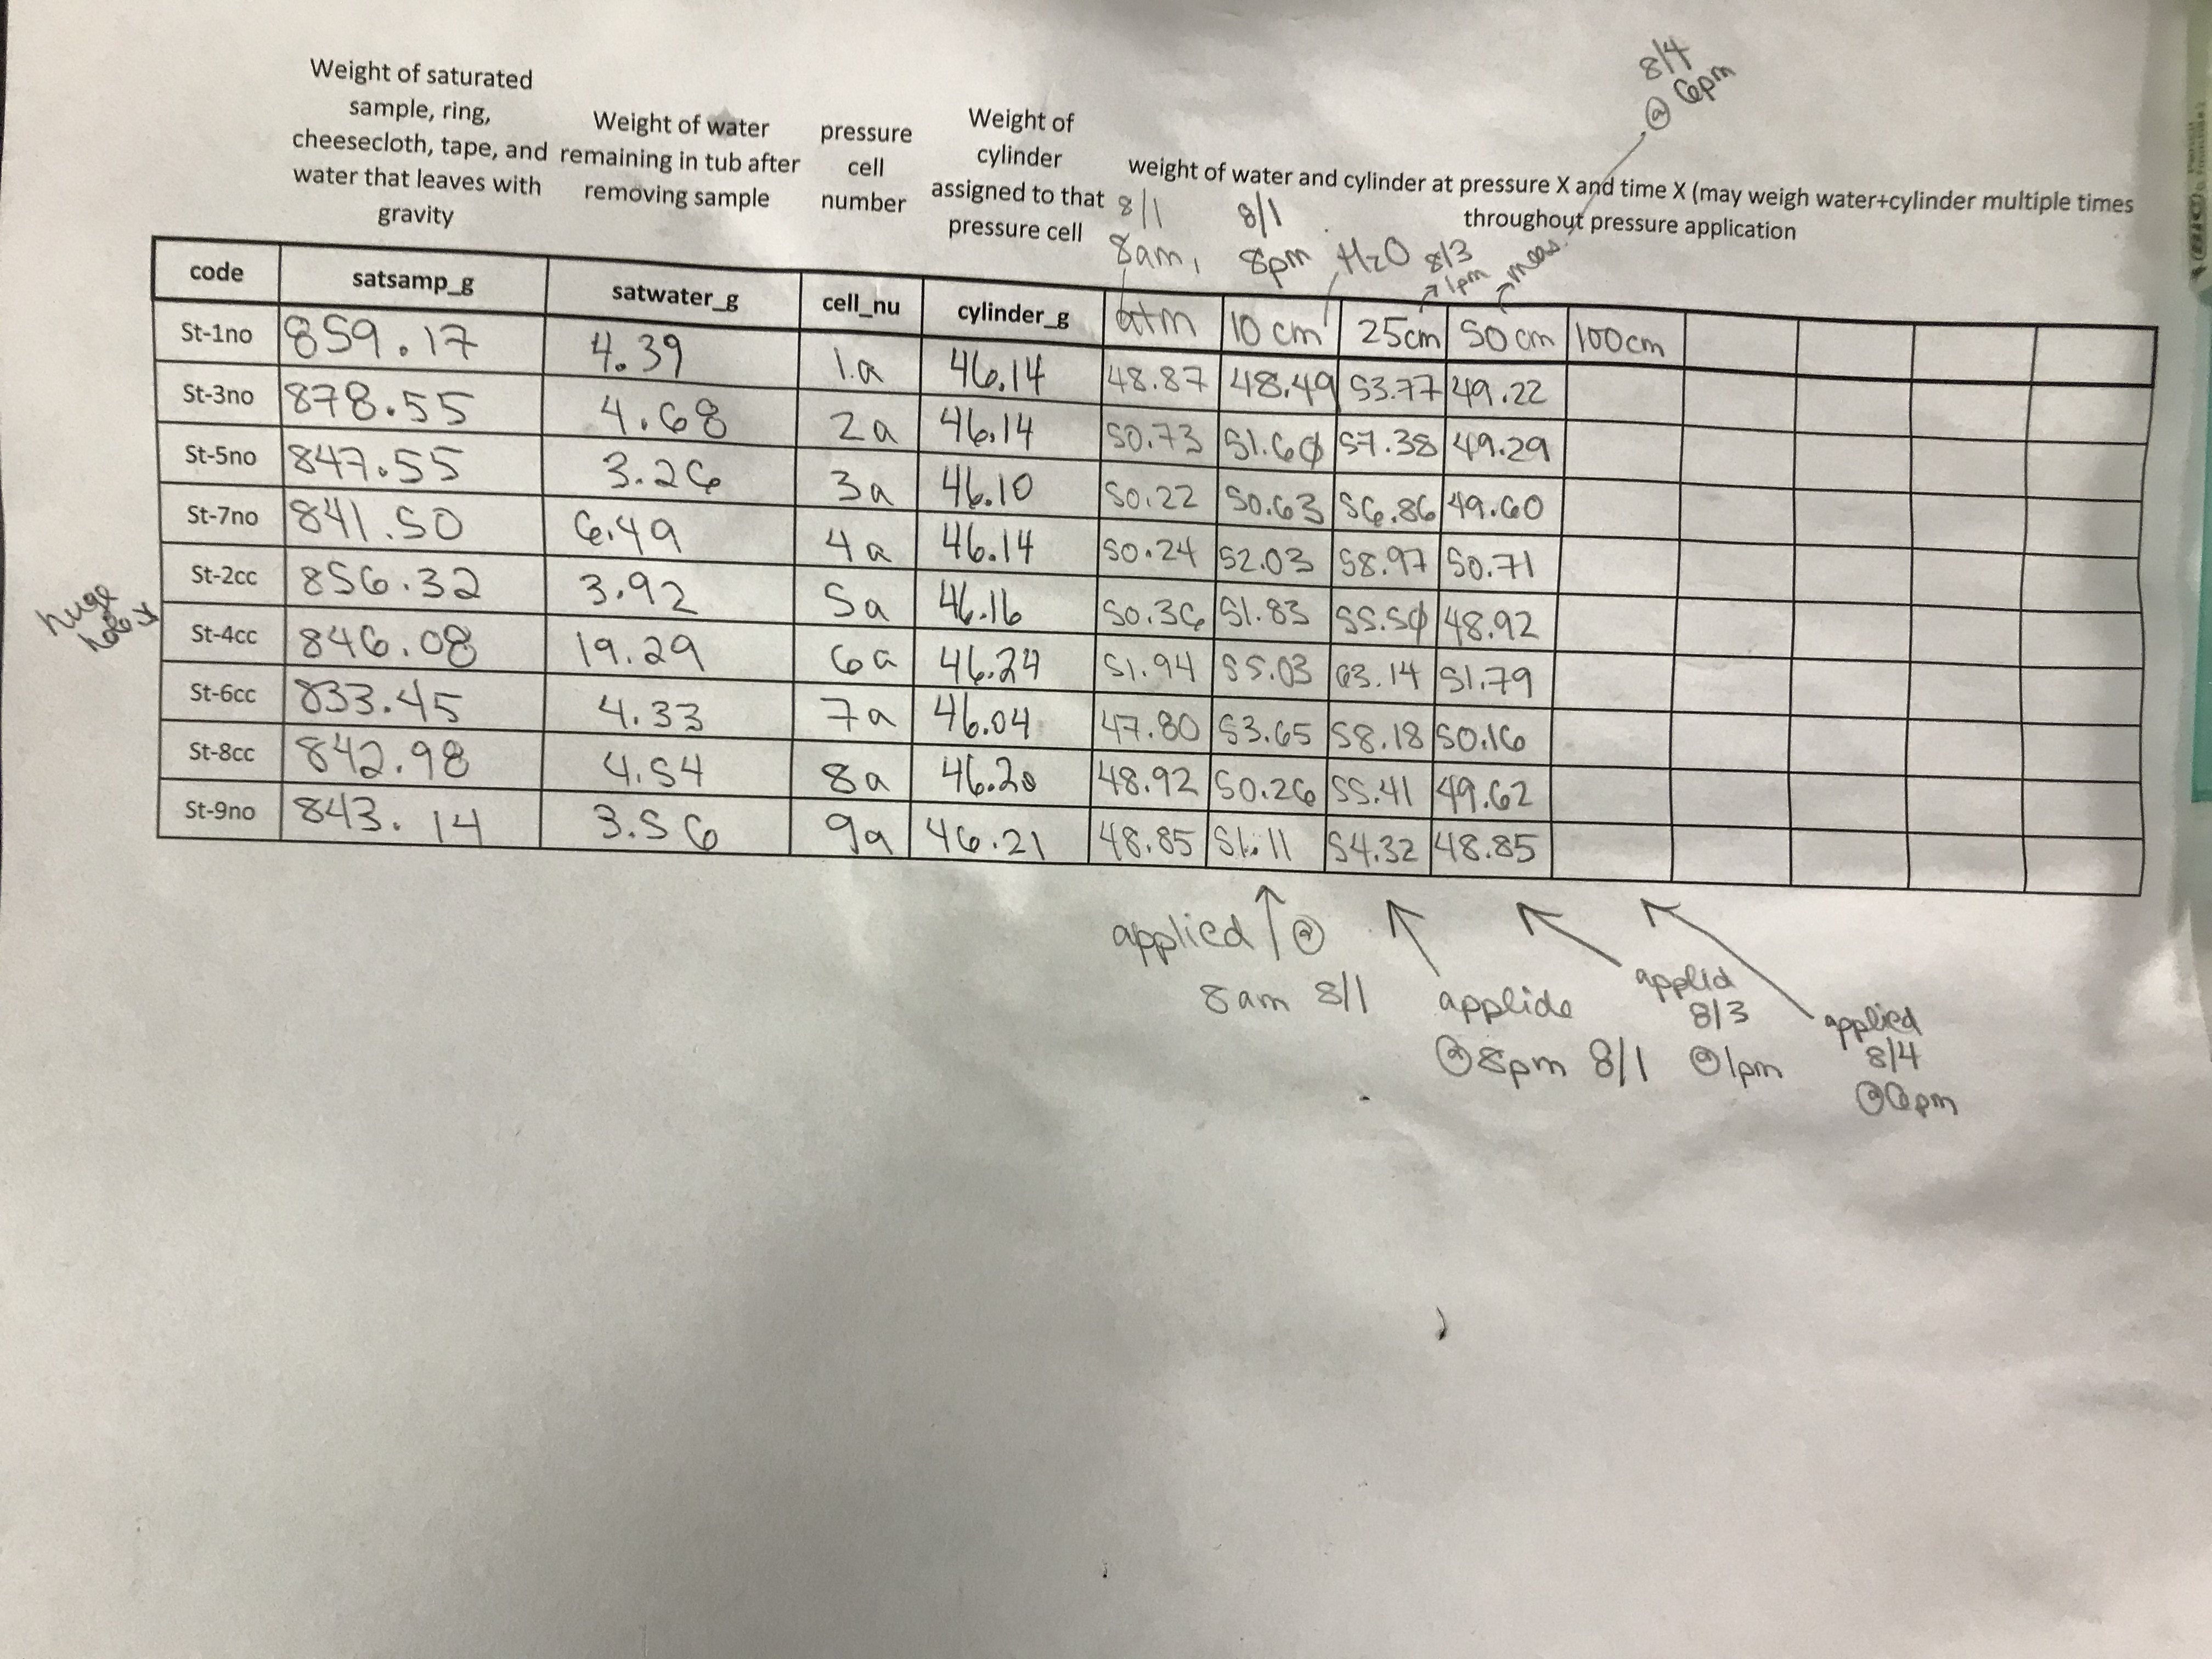 8/4
@ 6pm
Weight of saturated
sample, ring,
cheesecloth, tape, and
water that leaves with
gravity
Weight of water
remaining in tub after
removing sample
pressure
cell
number
Weight of
cylinder
assigned to that
pressure cell
weight of water and cylinder at pressure X and time X (may weigh water+cylinder multiple times
throughout pressure application
8/1
8am,
8/1
8pm
H2O
8/3
1pm
meas.
code satsamp_g satwater_g cell_nu cylinder_g atm 10 cm 25cm 50 cm 100cm
St-1no 859.17 4.39 1a 46.14 48.87 48.49 53.77 49.22
St-3no 878.55 4.68 2a 46.14 50.73 51.60 57.38 49.29
St-5no 847.55 3.26 3a 46.10 50.22 50.63 56.86 49.60
St-7no 841.50 6.49 4a 46.14 50.24 52.03 58.97 50.71
St-2cc 856.32 3.92 5a 46.16 50.36 51.83 55.50 48.92
huge
St-4cc 846.08 19.29 6a 46.24 51.94 55.03 63.14 51.79
St-6cc 833.45 4.33 7a 46.04 47.80 53.65 58.18 50.16
St-8cc 842.98 4.54 8a 46.20 48.92 50.26 55.41 49.62
St-9no 843.14 3.56 9a 46.21 48.85 51.11 54.32 48.85
applied @
8am 8/1
applide
@8pm 8/1
applid
8/3
@1pm
applied
8/4
@6pm